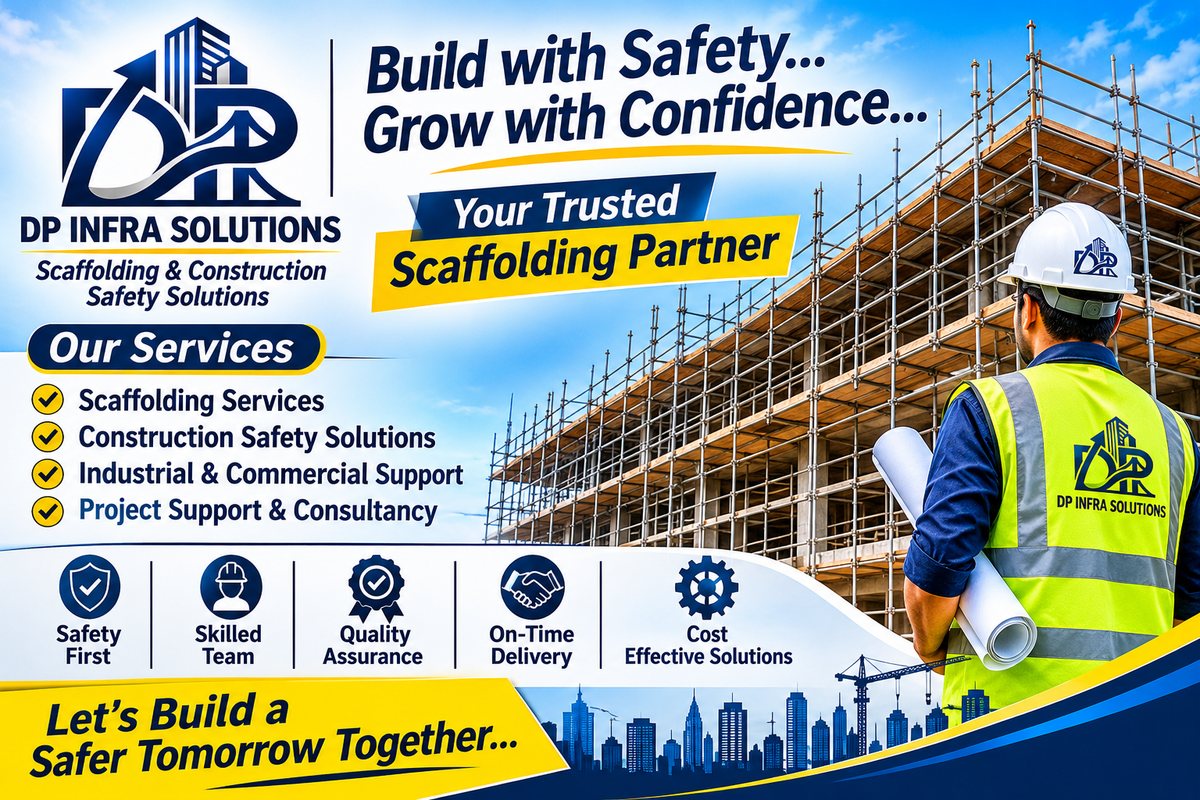 DP INFRA SOLUTIONS
Scaffolding & Construction
Safety Solutions
Build with Safety...
Grow with Confidence...
Your Trusted
Scaffolding Partner
Our Services
Scaffolding Services
Construction Safety Solutions
Industrial & Commercial Support
Project Support & Consultancy
DP INFRA SOLUTIONS
Safety
First
Skilled
Team
Quality
Assurance
On-Time
Delivery
Cost
Effective Solutions
Let's Build a
Safer Tomorrow Together...